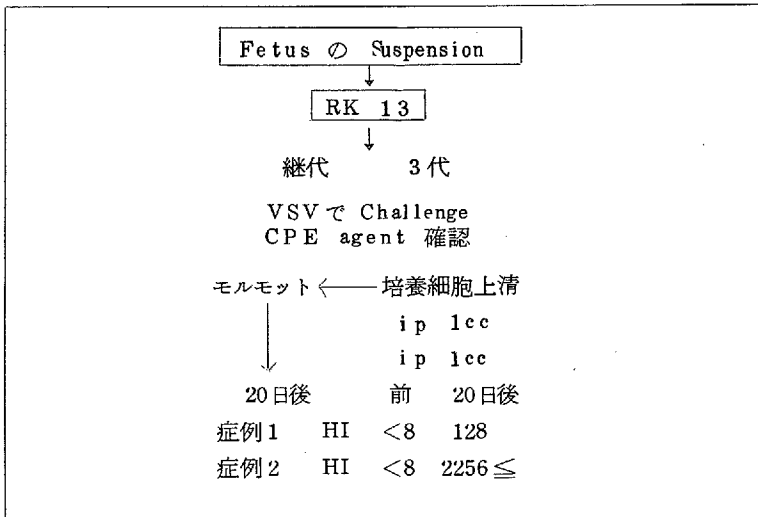 Fetus の Suspension
↓
RK 13
↓
継代 3代
VSVで Challenge
CPE agent 確認
モルモット ← 培養細胞上清
ip 1cc
ip 1cc
↓
20日後 前 20日後
症例1 HI <8 128
症例2 HI <8 2256≦